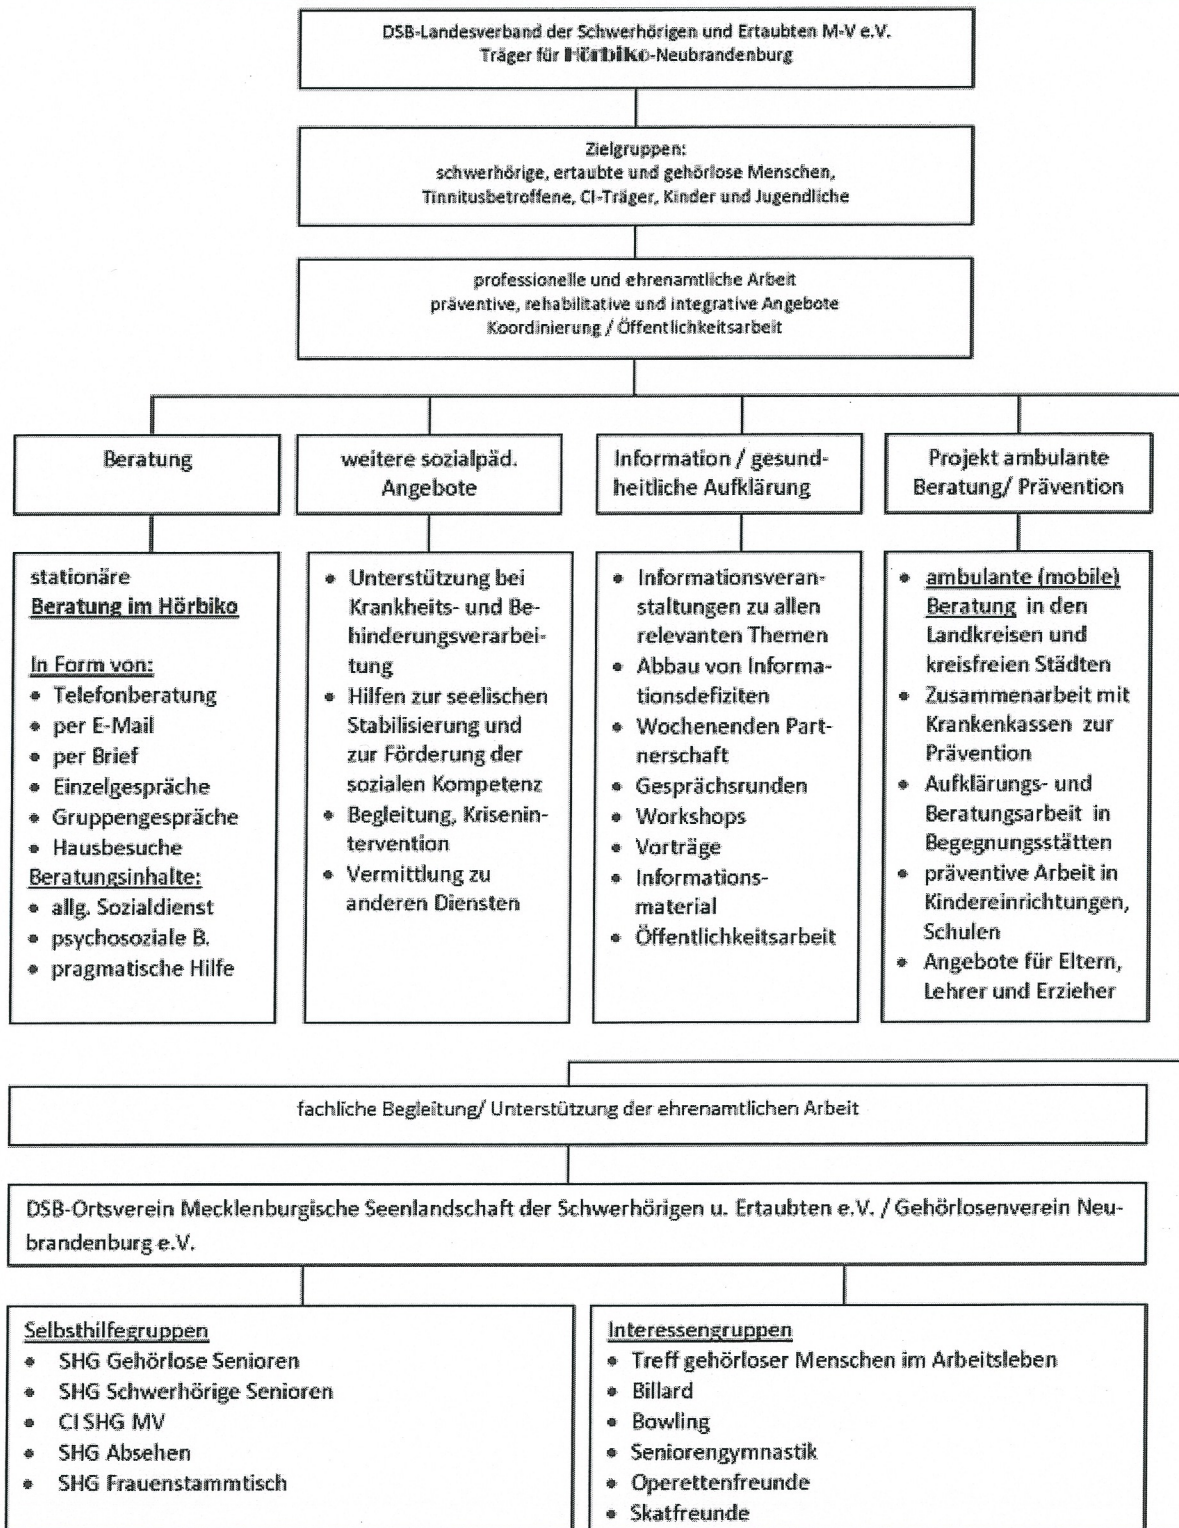 DSB-Landesverband der Schwerhörigen und Ertaubten M-V e.V.
Träger für Hörbiko-Neubrandenburg
Zielgruppen:
schwerhörige, ertaubte und gehörlose Menschen,
Tinnitusbetroffene, CI-Träger, Kinder und Jugendliche
professionelle und ehrenamtliche Arbeit
präventive, rehabilitative und integrative Angebote
Koordinierung / Öffentlichkeitsarbeit
Beratung
stationäre
Beratung im Hörbiko
In Form von:
• Telefonberatung
• per E-Mail
• per Brief
• Einzelgespräche
• Gruppengespräche
• Hausbesuche
Beratungsinhalte:
• allg. Sozialdienst
• psychosoziale B.
• pragmatische Hilfe
weitere sozialpäd.
Angebote
• Unterstützung bei
Krankheits- und Be-
hinderungsverarbei-
tung
• Hilfen zur seelischen
Stabilisierung und
zur Förderung der
sozialen Kompetenz
• Begleitung, Krisenin-
tervention
• Vermittlung zu
anderen Diensten
Information / gesund-
heitliche Aufklärung
• Informationsveran-
staltungen zu allen
relevanten Themen
• Abbau von Informa-
tionsdefiziten
• Wochenenden Part-
nerschaft
• Gesprächsrunden
• Workshops
• Vorträge
• Informations-
material
• Öffentlichkeitsarbeit
Projekt ambulante
Beratung/ Prävention
• ambulante (mobile)
Beratung in den
Landkreisen und
kreisfreien Städten
• Zusammenarbeit mit
Krankenkassen zur
Prävention
• Aufklärungs- und
Beratungsarbeit in
Begegnungsstätten
• präventive Arbeit in
Kindereinrichtungen,
Schulen
• Angebote für Eltern,
Lehrer und Erzieher
fachliche Begleitung/ Unterstützung der ehrenamtlichen Arbeit
DSB-Ortsverein Mecklenburgische Seenlandschaft der Schwerhörigen u. Ertaubten e.V. / Gehörlosenverein Neu-
brandenburg e.V.
Selbsthilfegruppen
• SHG Gehörlose Senioren
• SHG Schwerhörige Senioren
• CI SHG MV
• SHG Absehen
• SHG Frauenstammtisch
Interessengruppen
• Treff gehörloser Menschen im Arbeitsleben
• Billard
• Bowling
• Seniorengymnastik
• Operettenfreunde
• Skatfreunde